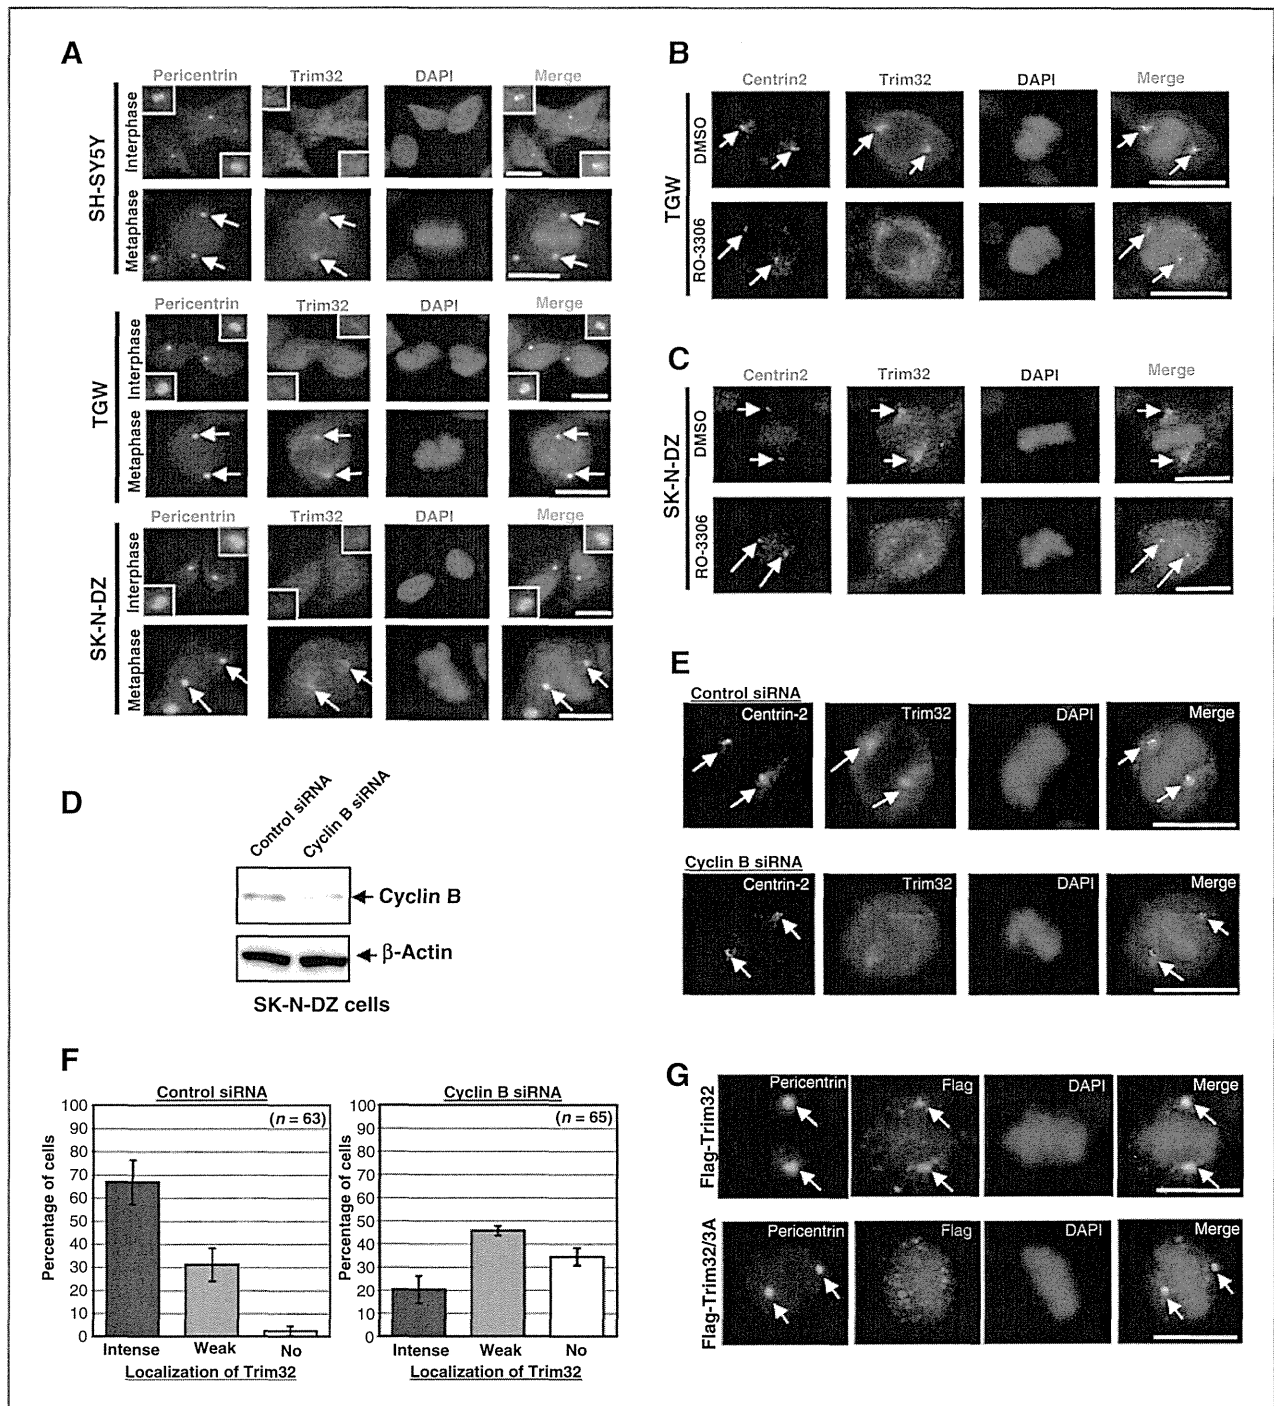 A
Pericentrin Trim32 DAPI Merge
SH-SY5Y
Interphase
Metaphase
Pericentrin Trim32 DAPI Merge
TGW
Interphase
Metaphase
Pericentrin Trim32 DAPI Merge
SK-N-DZ
Interphase
Metaphase
B
Centrin2 Trim32 DAPI Merge
TGW
DMSO
RO-3306
C
Centrin2 Trim32 DAPI Merge
SK-N-DZ
DMSO
RO-3306
D
Control siRNA
Cyclin B siRNA
Cyclin B
β-Actin
SK-N-DZ cells
E
Control siRNA
Centrin-2 Trim32 DAPI Merge
Cyclin B siRNA
Centrin-2 Trim32 DAPI Merge
F
Control siRNA
(n = 63)
Percentage of cells
100
90
80
70
60
50
40
30
20
10
0
Intense Weak No
Localization of Trim32
Cyclin B siRNA
(n = 65)
Percentage of cells
100
90
80
70
60
50
40
30
20
10
0
Intense Weak No
Localization of Trim32
G
Flag-Trim32
Pericentrin Flag DAPI Merge
Flag-Trim32/3A
Pericentrin Flag DAPI Merge